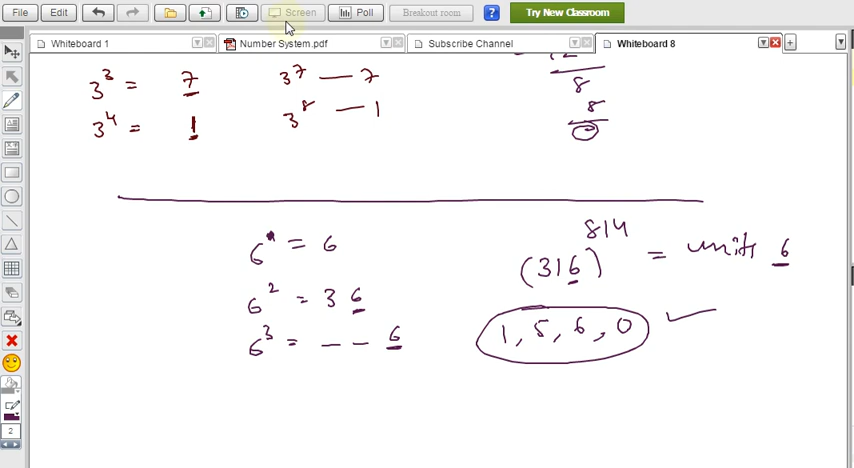 File Edit Screen Poll Breakout room ? Try New Classroom
Whiteboard 1 Number System.pdf Subscribe Channel Whiteboard 8
3^3 = 7 3^7 — 7
8
3^4 = 1 3^8 — 1
8
0
6 = 6
(316)^814 = units 6
6^2 = 36
1, 5, 6, 0
6^3 = — — 6
2